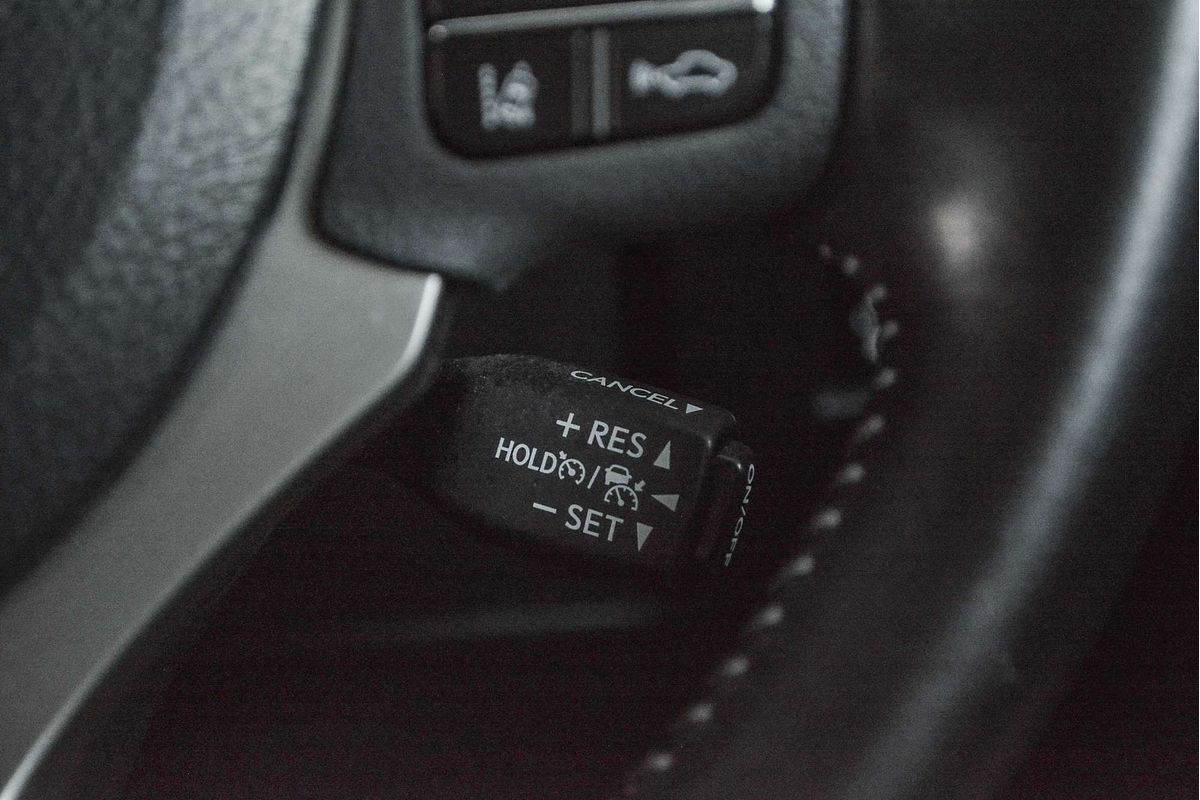 CANCEL▼
+ RES▲
HOLD / ◀
− SET▼
ON/OFF